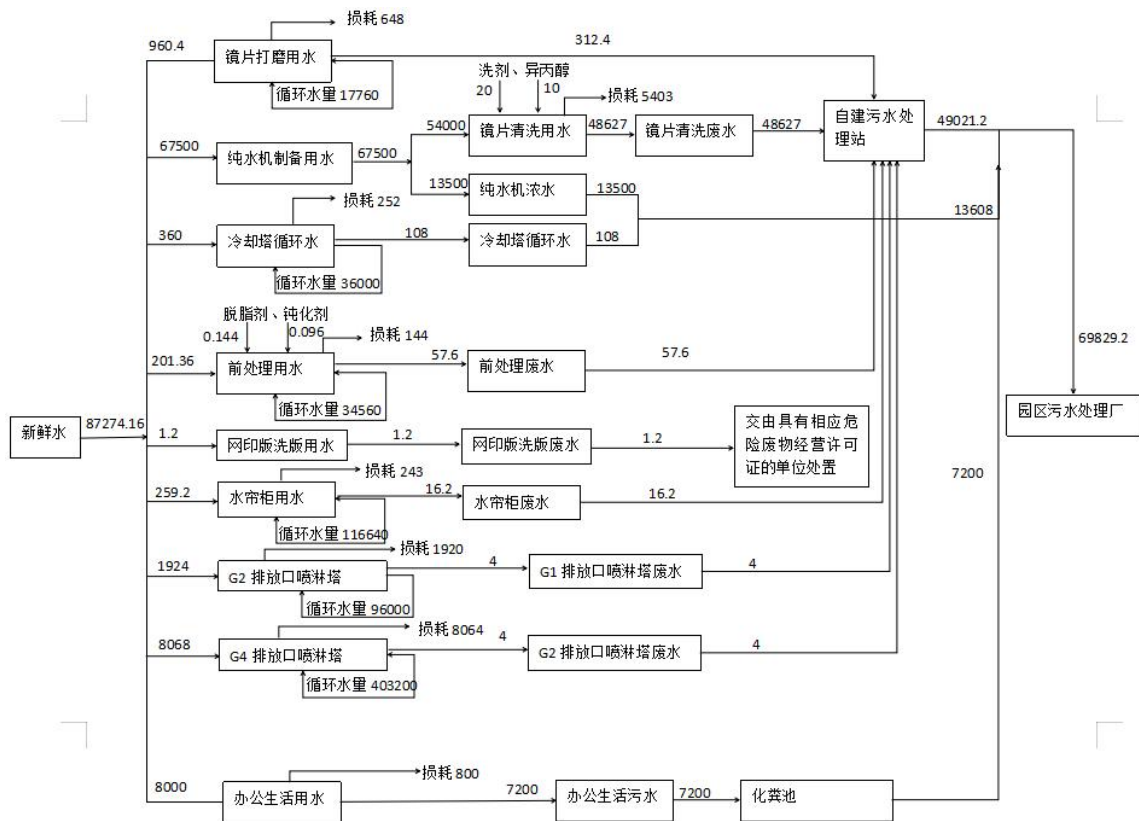 损耗 648
960.4
镜片打磨用水
312.4
循环水量 17760
洗剂、异丙醇
20
10
损耗 5403
67500
纯水机制备用水
67500
54000
镜片清洗用水
48627
镜片清洗废水
48627
自建污水处
理站
49021.2
13500
纯水机浓水
13500
13608
损耗 252
360
冷却塔循环水
108
冷却塔循环水
108
循环水量 36000
脱脂剂、钝化剂
0.144
0.096
损耗 144
201.36
前处理用水
57.6
前处理废水
57.6
循环水量 34560
69829.2
园区污水处理厂
新鲜水
87274.16
1.2
网印版洗版用水
1.2
网印版洗版废水
1.2
交由具有相应危
险废物经营许可
证的单位处置
损耗 243
259.2
水帘柜用水
16.2
水帘柜废水
16.2
循环水量 116640
7200
损耗 1920
1924
G2 排放口喷淋塔
4
G1 排放口喷淋塔废水
4
循环水量 96000
损耗 8064
8068
G4 排放口喷淋塔
4
G2 排放口喷淋塔废水
4
循环水量 403200
损耗 800
8000
办公生活用水
7200
办公生活污水
7200
化粪池